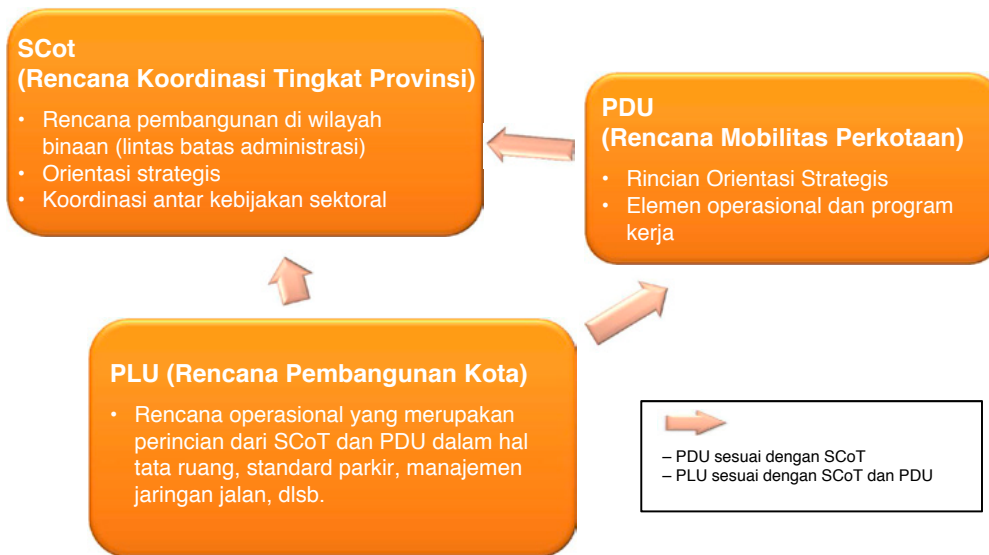 SCot
(Rencana Koordinasi Tingkat Provinsi)
• Rencana pembangunan di wilayah
binaan (lintas batas administrasi)
• Orientasi strategis
• Koordinasi antar kebijakan sektoral
PDU
(Rencana Mobilitas Perkotaan)
• Rincian Orientasi Strategis
• Elemen operasional dan program
kerja
PLU (Rencana Pembangunan Kota)
• Rencana operasional yang merupakan
perincian dari SCoT dan PDU dalam hal
tata ruang, standard parkir, manajemen
jaringan jalan, dlsb.
– PDU sesuai dengan SCoT
– PLU sesuai dengan SCoT dan PDU